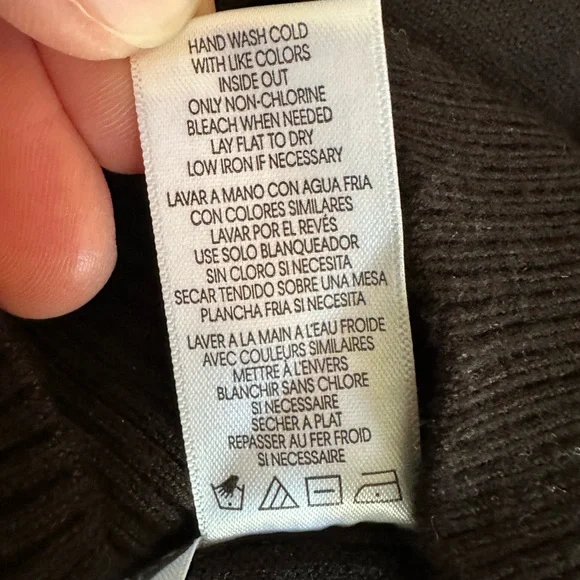 HAND WASH COLD
WITH LIKE COLORS
INSIDE OUT
ONLY NON-CHLORINE
BLEACH WHEN NEEDED
LAY FLAT TO DRY
LOW IRON IF NECESSARY
LAVAR A MANO CON AGUA FRIA
CON COLORES SIMILARES
LAVAR POR EL REVÉS
USE SOLO BLANQUEADOR
SIN CLORO SI NECESITA
SECAR TENDIDO SOBRE UNA MESA
PLANCHA FRIA SI NECESITA
LAVER A LA MAIN A L'EAU FROIDE
AVEC COULEURS SIMILAIRES
METTRE À L'ENVERS
BLANCHIR SANS CHLORE
SI NECESSAIRE
SECHER A PLAT
REPASSER AU FER FROID
SI NECESSAIRE